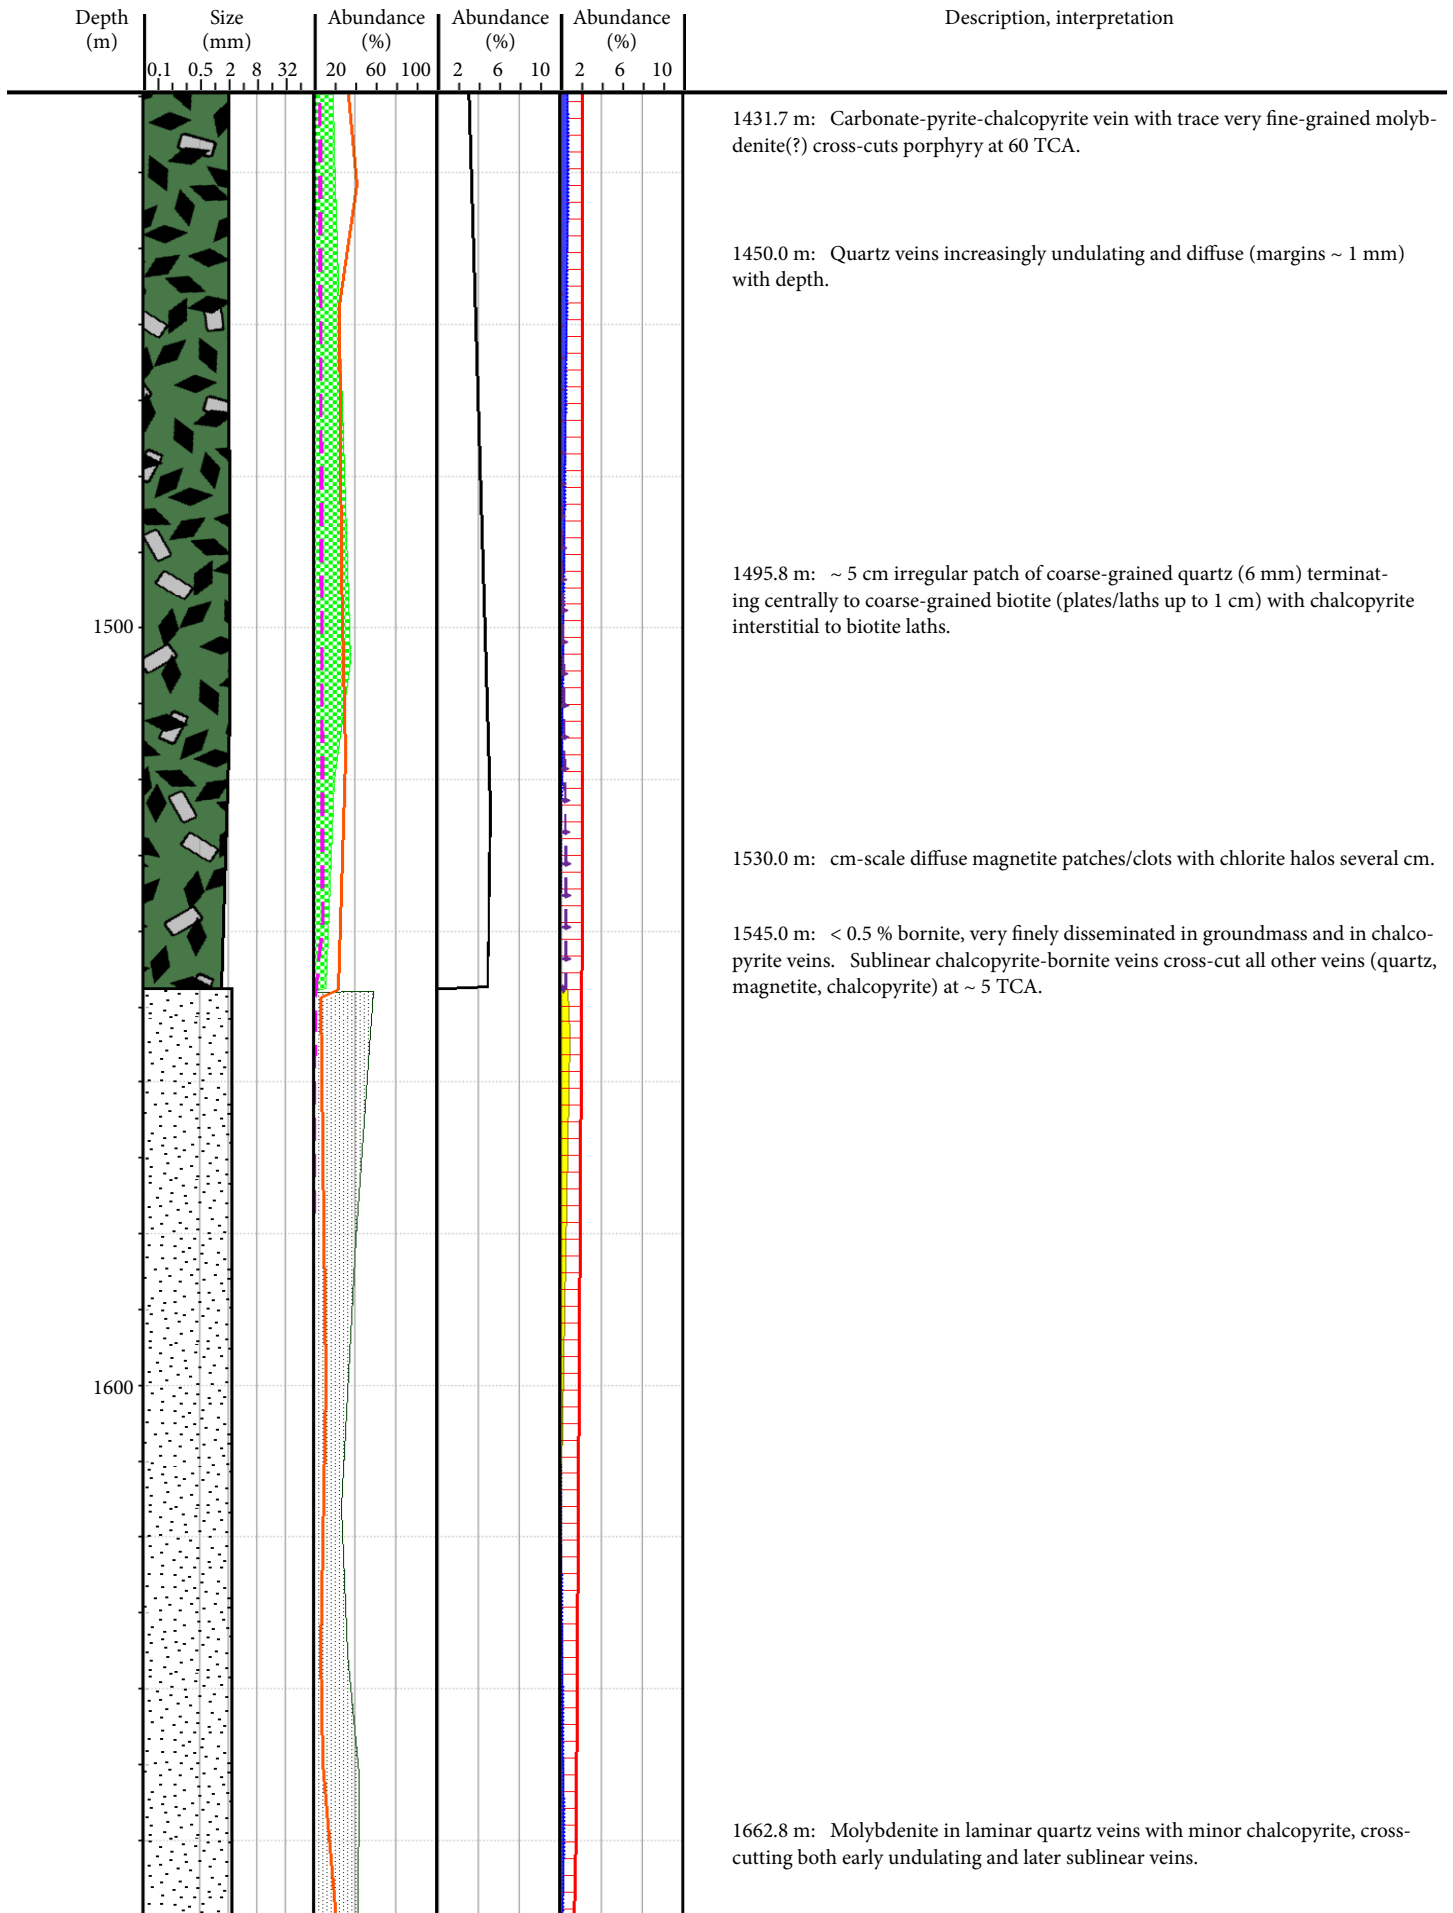 Depth Size Abundance Abundance Abundance Description, interpretation
(m) (mm) (%) (%) (%)
0.1 0.5 2 8 32 20 60 100 2 6 10 2 6 10
1431.7 m: Carbonate-pyrite-chalcopyrite vein with trace very fine-grained molyb-
denite(?) cross-cuts porphyry at 60 TCA.
1450.0 m: Quartz veins increasingly undulating and diffuse (margins ~ 1 mm)
with depth.
1495.8 m: ~ 5 cm irregular patch of coarse-grained quartz (6 mm) terminat-
ing centrally to coarse-grained biotite (plates/laths up to 1 cm) with chalcopyrite
interstitial to biotite laths.
1500
1530.0 m: cm-scale diffuse magnetite patches/clots with chlorite halos several cm.
1545.0 m: < 0.5 % bornite, very finely disseminated in groundmass and in chalco-
pyrite veins. Sublinear chalcopyrite-bornite veins cross-cut all other veins (quartz,
magnetite, chalcopyrite) at ~ 5 TCA.
1600
1662.8 m: Molybdenite in laminar quartz veins with minor chalcopyrite, cross-
cutting both early undulating and later sublinear veins.